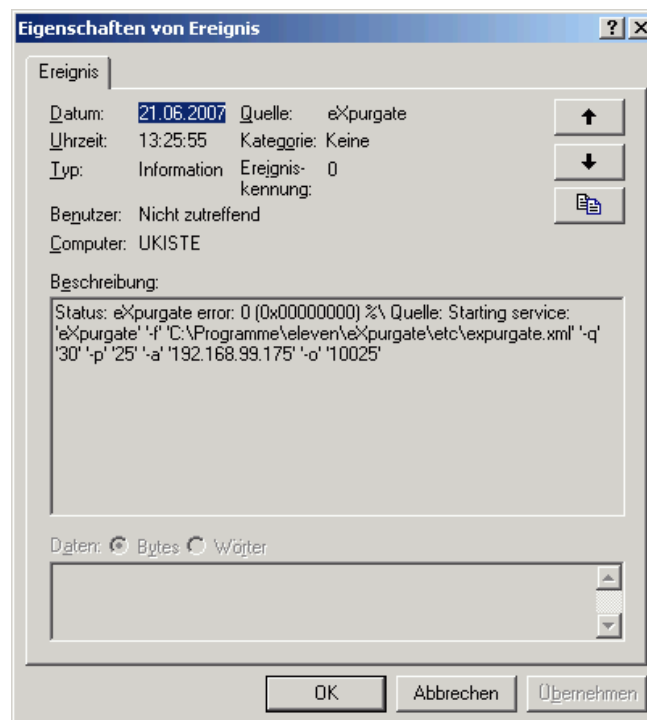 Eigenschaften von Ereignis
Ereignis
Datum: 21.06.2007 Quelle: eXpurgate
Uhrzeit: 13:25:55 Kategorie: Keine
Typ: Information Ereignis- 0
kennung:
Benutzer: Nicht zutreffend
Computer: UKISTE
Beschreibung:
Status: eXpurgate error: 0 (0x00000000) %\ Quelle: Starting service:
'eXpurgate' '-f' 'C:\Programme\eleven\eXpurgate\etc\expurgate.xml' '-q'
'30' '-p' '25' '-a' '192.168.99.175' '-o' '10025'
Daten: Bytes Wörter
OK Abbrechen Übernehmen